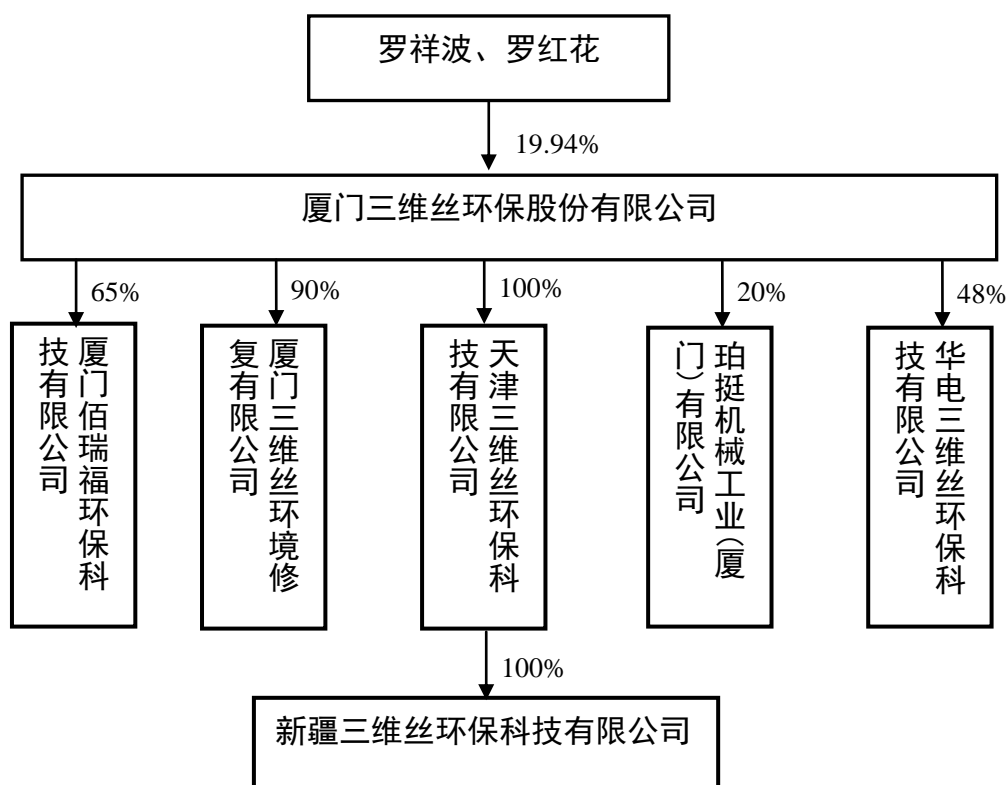 罗祥波、罗红花
19.94%
厦门三维丝环保股份有限公司
65%
90%
100%
20%
48%
厦门佰瑞福环保科
技有限公司
厦门三维丝环境修
复有限公司
天津三维丝环保科
技有限公司
珀挺机械工业（厦
门）有限公司
华电三维丝环保科
技有限公司
100%
新疆三维丝环保科技有限公司